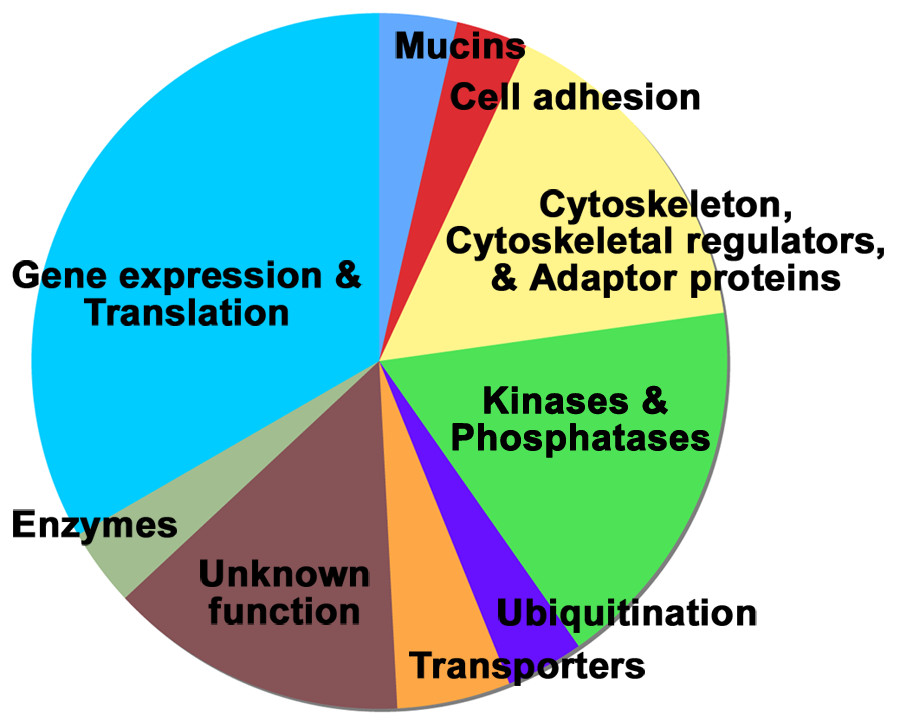 Mucins
Cell adhesion
Cytoskeleton,
Cytoskeletal regulators,
& Adaptor proteins
Gene expression &
Translation
Kinases &
Phosphatases
Enzymes
Unknown
function
Ubiquitination
Transporters